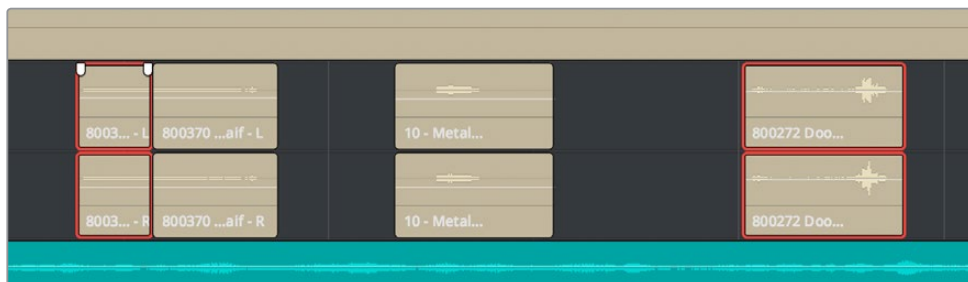 8003... - L
800370 ...aif - L
10 - Metal...
800272 Doo...
8003... - R
800370 ...aif - R
10 - Metal...
800272 Doo...